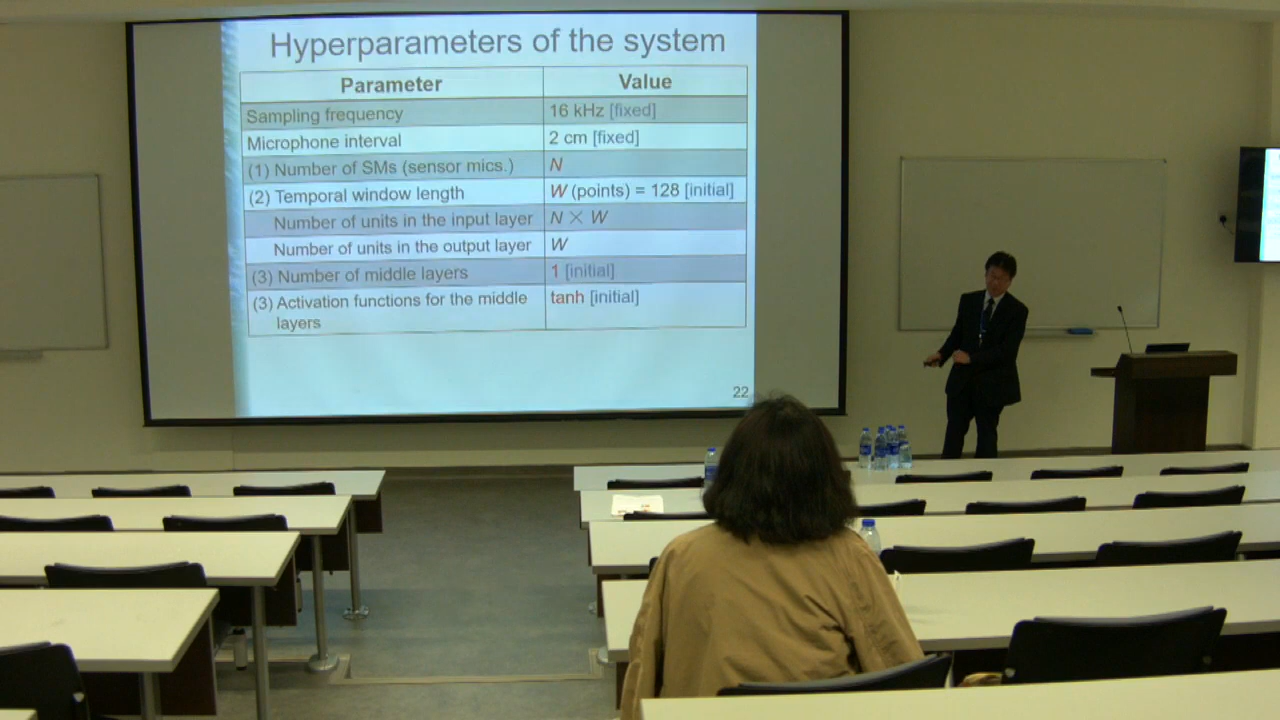 Hyperparameters of the system
Parameter Value
Sampling frequency 16 kHz [fixed]
Microphone interval 2 cm [fixed]
(1) Number of SMs (sensor mics.) N
(2) Temporal window length W (points) = 128 [initial]
Number of units in the input layer N × W
Number of units in the output layer W
(3) Number of middle layers 1 [initial]
(3) Activation functions for the middle layers tanh [initial]
22